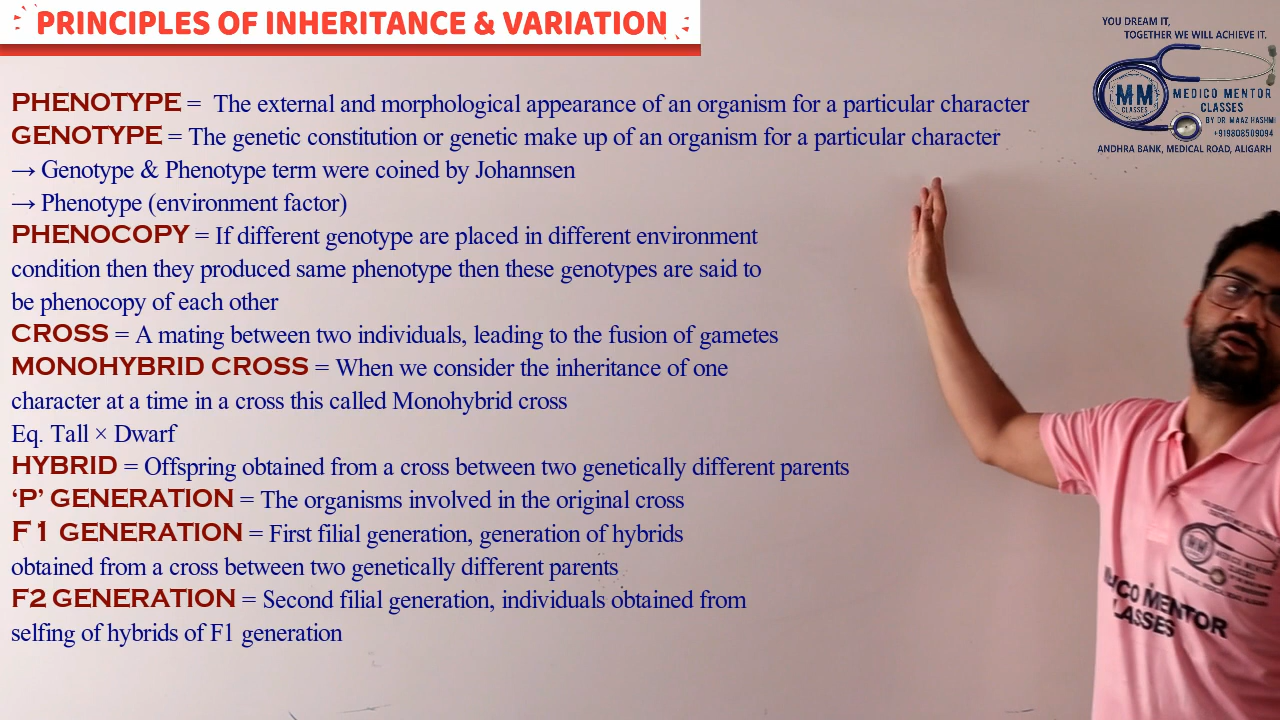 PRINCIPLES OF INHERITANCE & VARIATION
YOU DREAM IT,
TOGETHER WE WILL ACHIEVE IT.
MM
CLASSES
MEDICO MENTOR
CLASSES
BY DR MAAZ HASHMI
+919808509094
ANDHRA BANK, MEDICAL ROAD, ALIGARH
PHENOTYPE = The external and morphological appearance of an organism for a particular character
GENOTYPE = The genetic constitution or genetic make up of an organism for a particular character
→ Genotype & Phenotype term were coined by Johannsen
→ Phenotype (environment factor)
PHENOCOPY = If different genotype are placed in different environment
condition then they produced same phenotype then these genotypes are said to
be phenocopy of each other
CROSS = A mating between two individuals, leading to the fusion of gametes
MONOHYBRID CROSS = When we consider the inheritance of one
character at a time in a cross this called Monohybrid cross
Eq. Tall × Dwarf
HYBRID = Offspring obtained from a cross between two genetically different parents
‘P’ GENERATION = The organisms involved in the original cross
F1 GENERATION = First filial generation, generation of hybrids
obtained from a cross between two genetically different parents
F2 GENERATION = Second filial generation, individuals obtained from
selfing of hybrids of F1 generation
MM
MENTOR